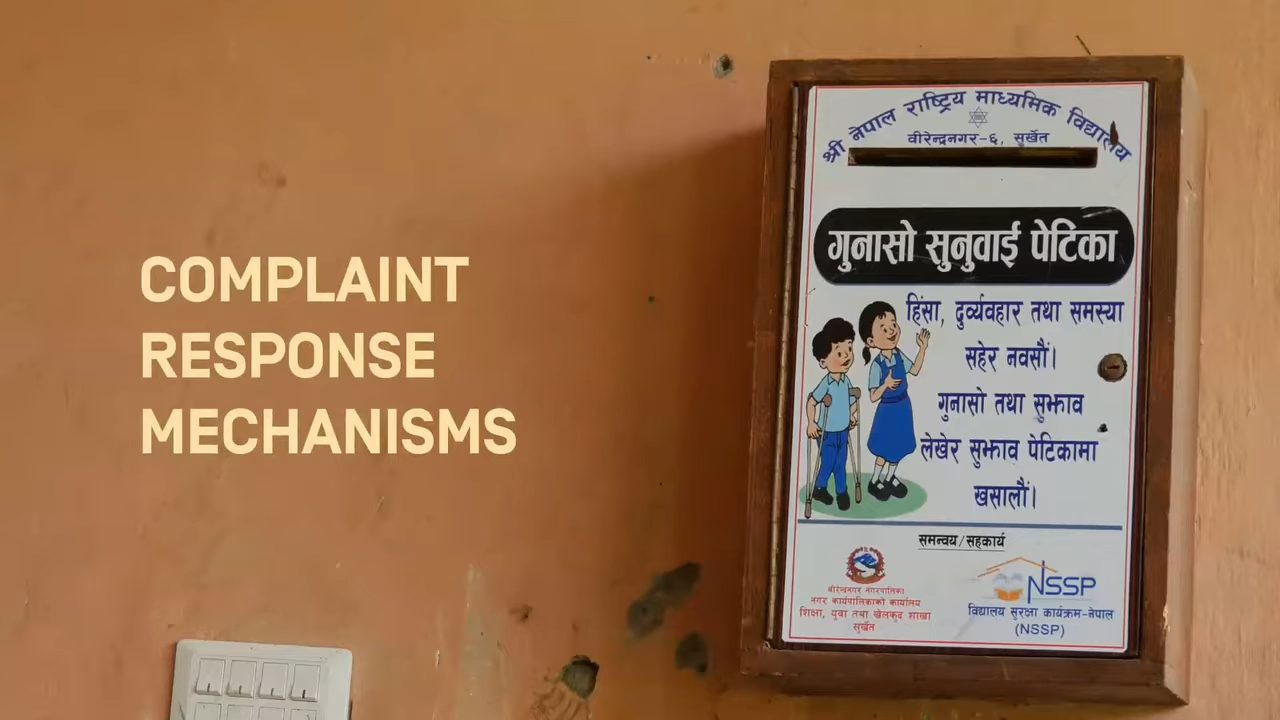 COMPLAINT
RESPONSE
MECHANISMS
श्री नेपाल राष्ट्रिय माध्यमिक विद्यालय
वीरेन्द्रनगर-६, सुर्खेत
गुनासो सुनुवाई पेटिका
हिंसा, दुर्व्यवहार तथा समस्या
सहेर नबसौं।
गुनासो तथा सुझाव
लेखेर सुझाव पेटिकामा
खसालौं।
समन्वय/सहकार्य
वीरेन्द्रनगर नगरपालिका
नगर कार्यपालिकाको कार्यालय
शिक्षा, युवा तथा खेलकुद शाखा
सुर्खेत
NSSP
विद्यालय सुरक्षा कार्यक्रम-नेपाल
(NSSP)